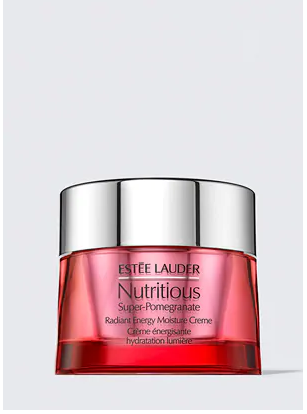 ESTĒE LAUDER
Nutritious
Super-Pomegranate
Radiant Energy Moisture Creme
Crème énergisante
hydratation lumière